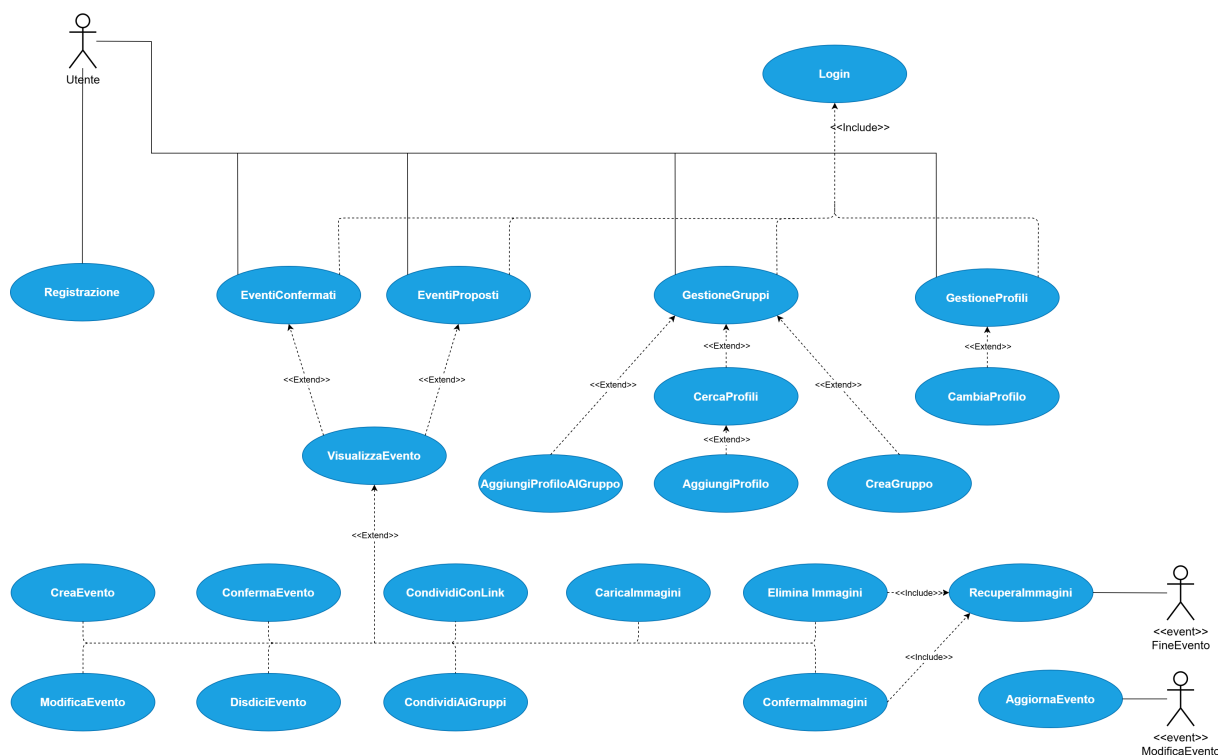 Utente
Login
<<Include>>
Registrazione
EventiConfermati
EventiProposti
GestioneGruppi
GestioneProfili
<<Extend>>
<<Extend>>
<<Extend>>
<<Extend>>
<<Extend>>
<<Extend>>
CercaProfili
CambiaProfilo
<<Extend>>
VisualizzaEvento
AggiungiProfiloAlGruppo
AggiungiProfilo
CreaGruppo
<<Extend>>
CreaEvento
ConfermaEvento
CondividiConLink
CaricaImmagini
Elimina Immagini
<<Include>>
RecuperaImmagini
<<event>>
FineEvento
<<Include>>
ModificaEvento
DisdiciEvento
CondividiAiGruppi
ConfermaImmagini
AggiornaEvento
<<event>>
ModificaEvento